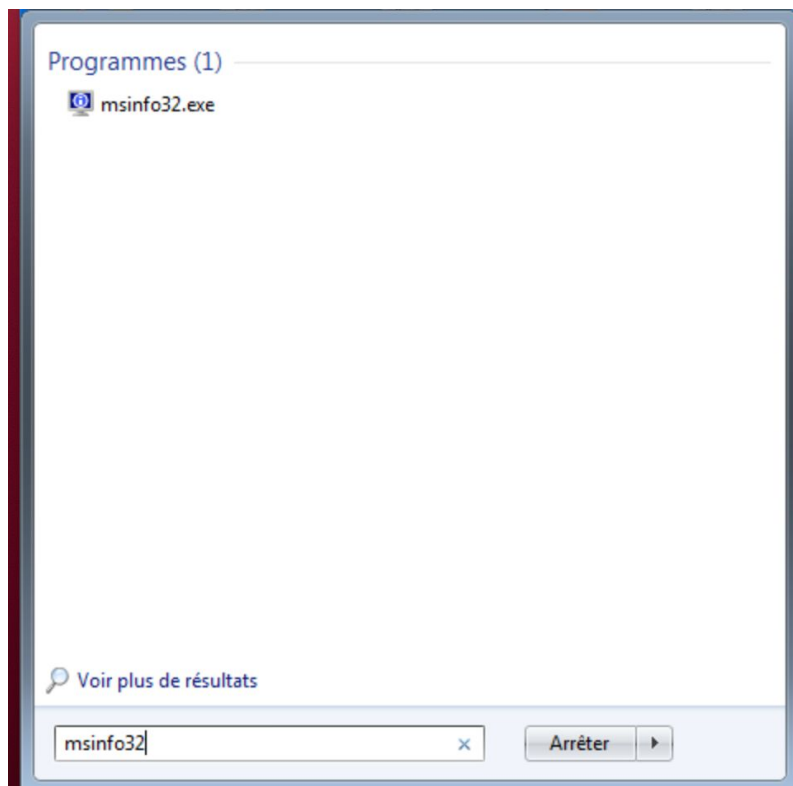 Programmes (1)
msinfo32.exe
Voir plus de résultats
msinfo32
Arrêter